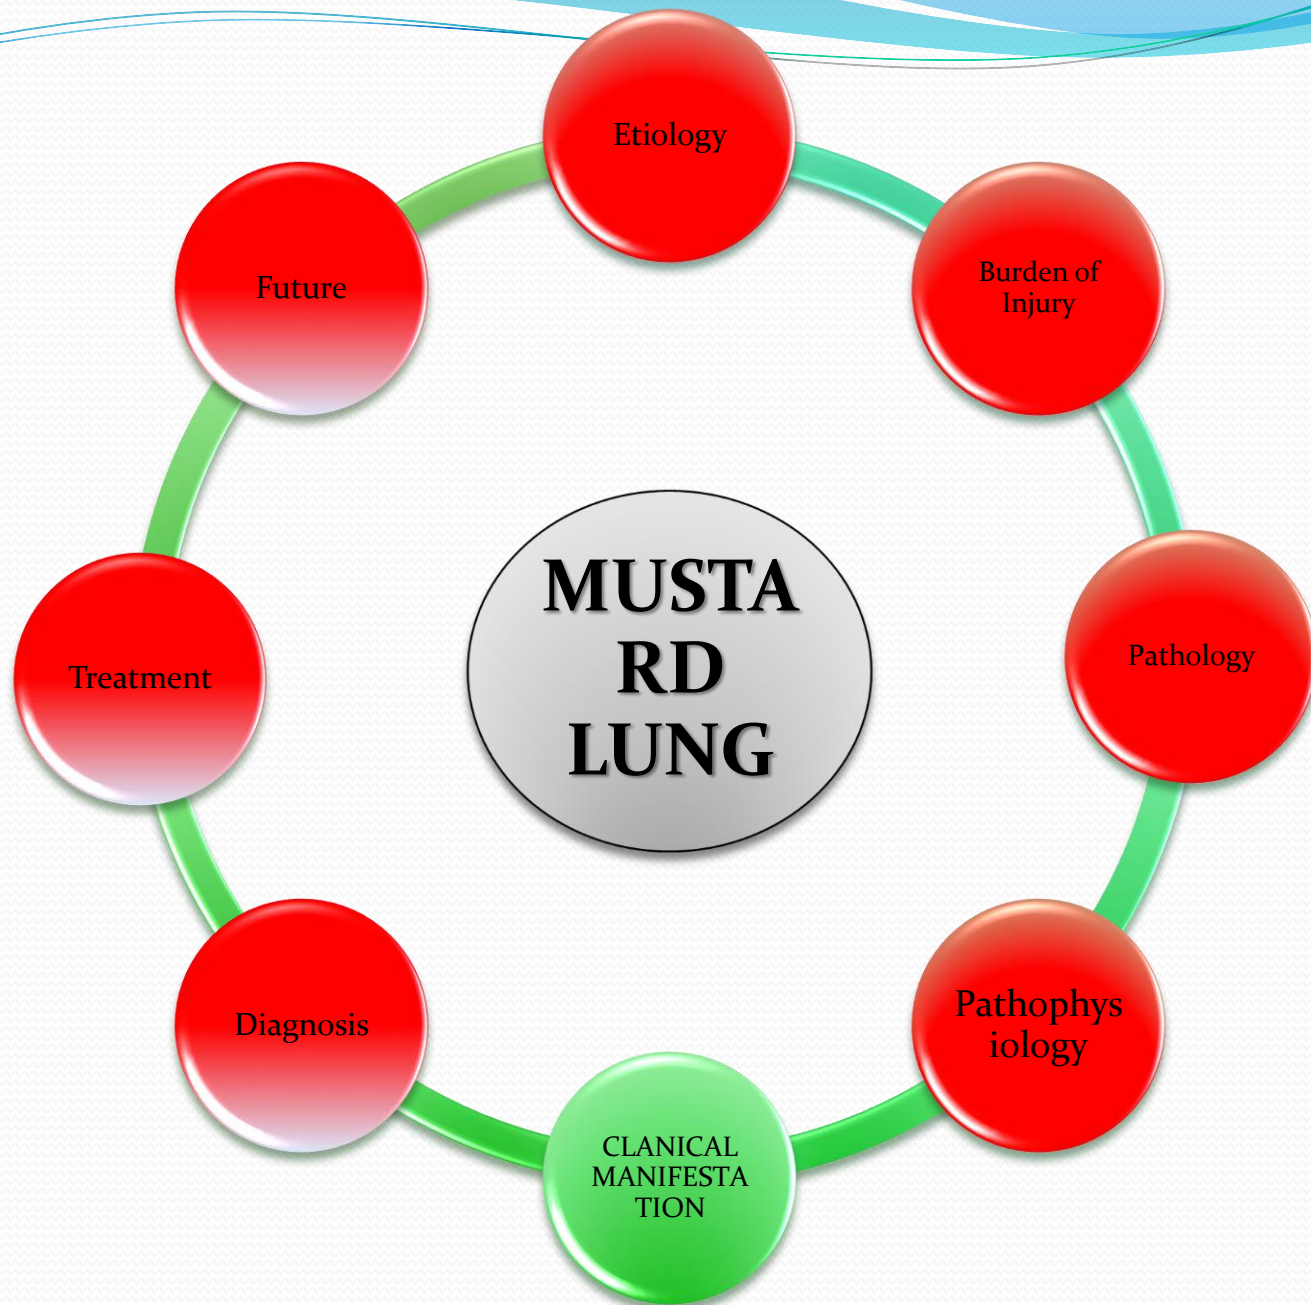 Etiology
Burden of
Injury
Pathology
Pathophys
iology
CLANICAL
MANIFESTA
TION
Diagnosis
Treatment
Future
MUSTA
RD
LUNG